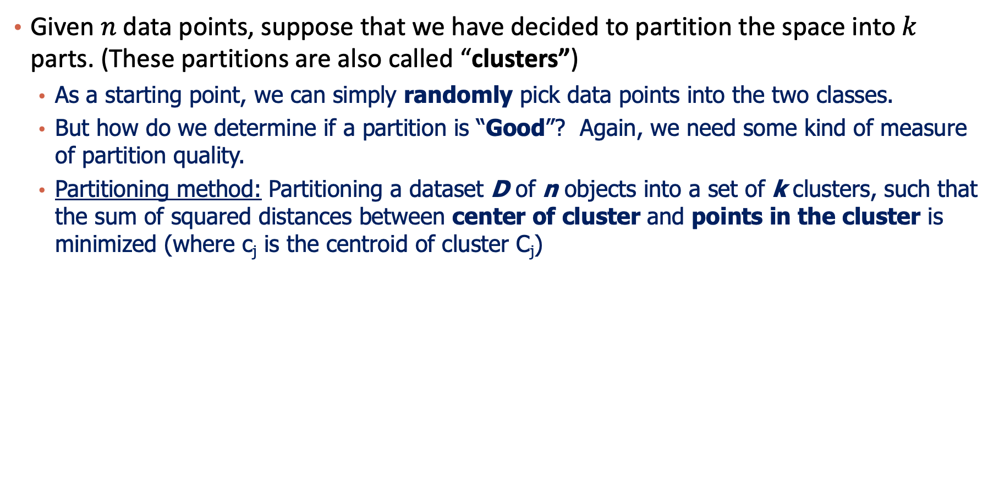 • Given n data points, suppose that we have decided to partition the space into k
parts. (These partitions are also called “clusters”)
• As a starting point, we can simply randomly pick data points into the two classes.
• But how do we determine if a partition is “Good”? Again, we need some kind of measure
of partition quality.
• Partitioning method: Partitioning a dataset D of n objects into a set of k clusters, such that
the sum of squared distances between center of cluster and points in the cluster is
minimized (where cj is the centroid of cluster Cj)